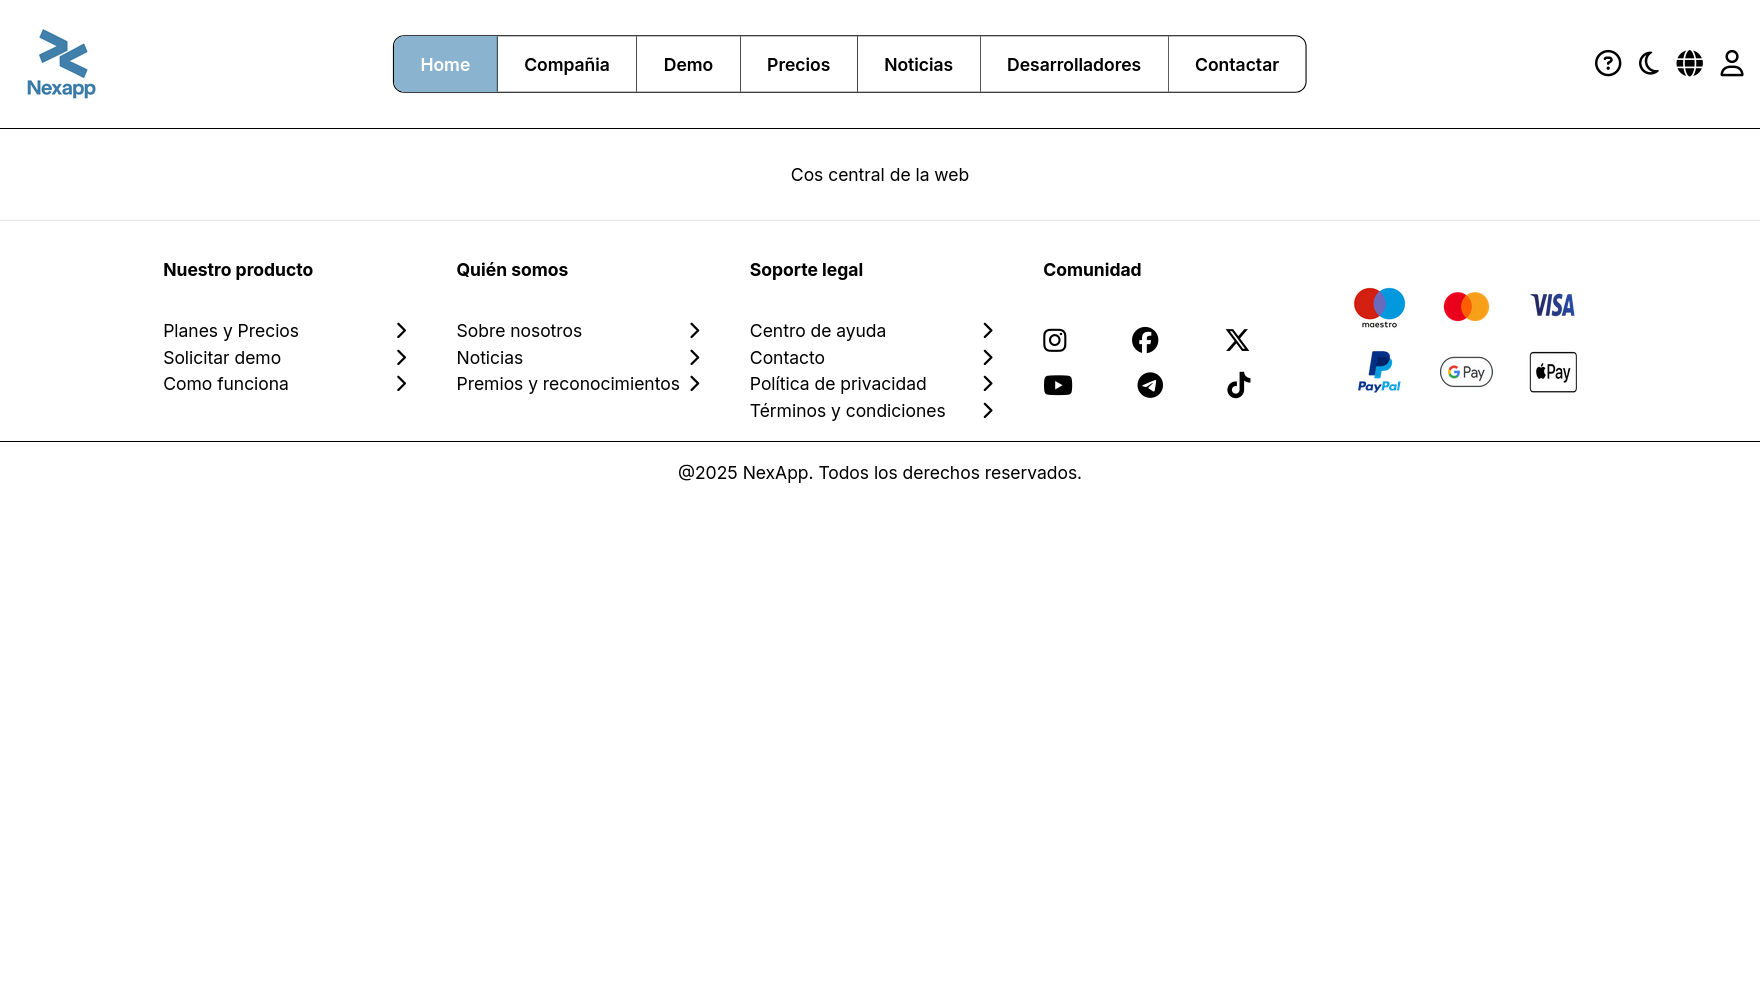 Nexapp
Home Compañia Demo Precios Noticias Desarrolladores Contactar
Cos central de la web
Nuestro producto
Planes y Precios
Solicitar demo
Como funciona
Quién somos
Sobre nosotros
Noticias
Premios y reconocimientos
Soporte legal
Centro de ayuda
Contacto
Política de privacidad
Términos y condiciones
Comunidad
maestro
VISA
PayPal
G Pay
Pay
@2025 NexApp. Todos los derechos reservados.